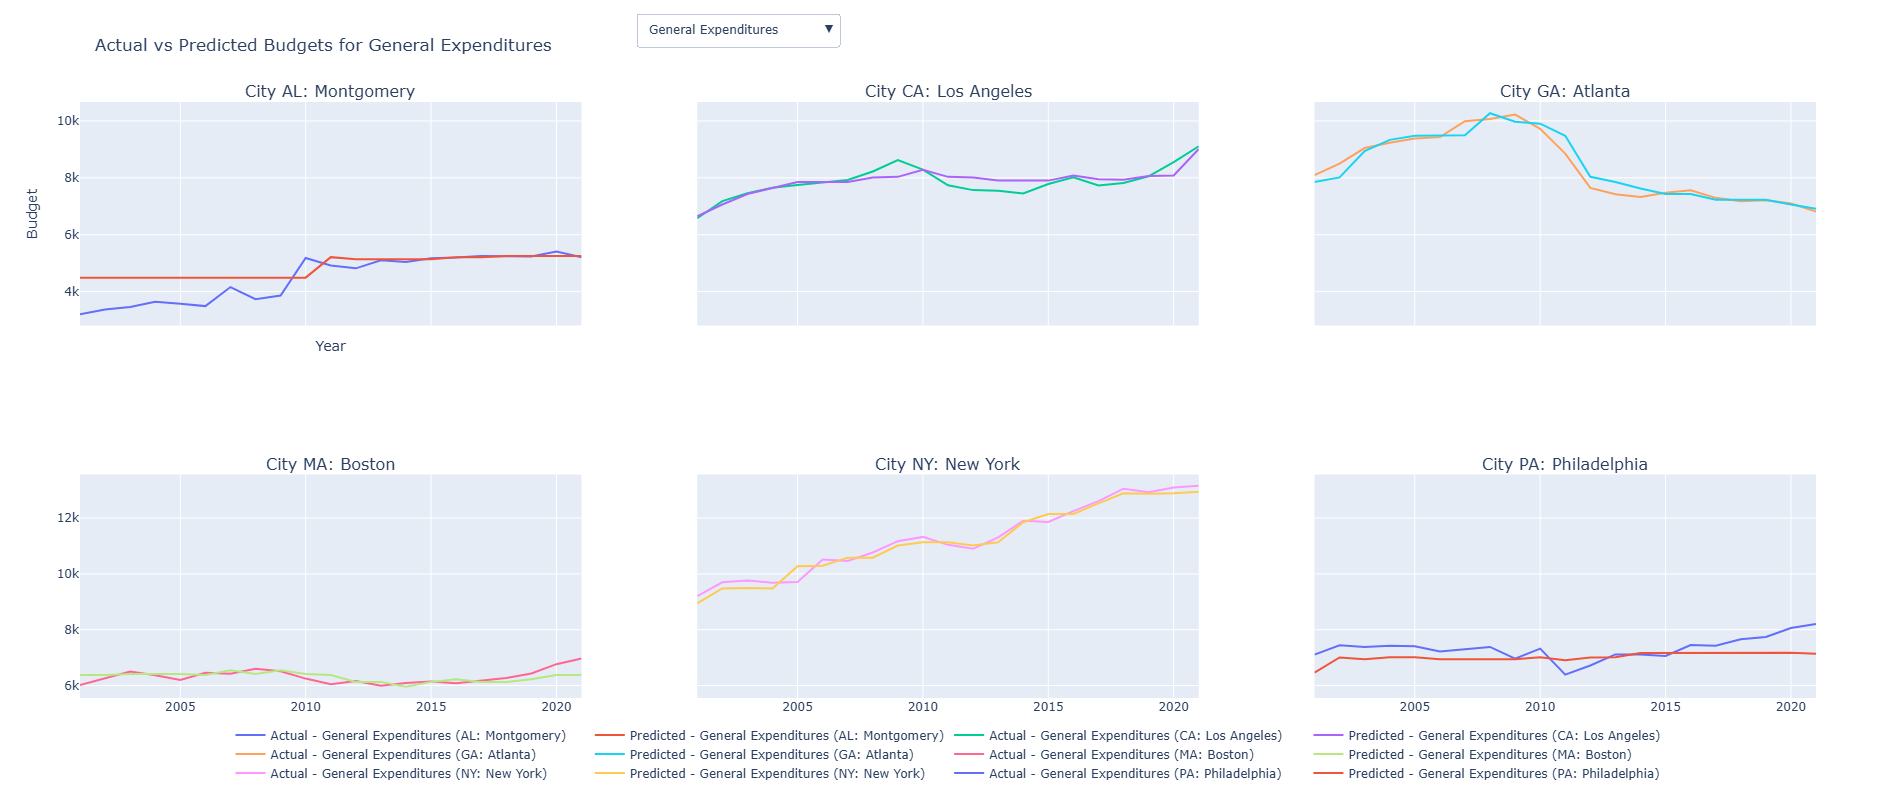 General Expenditures ▼
Actual vs Predicted Budgets for General Expenditures
City AL: Montgomery
City CA: Los Angeles
City GA: Atlanta
10k
8k
6k
4k
Budget
Year
City MA: Boston
City NY: New York
City PA: Philadelphia
12k
10k
8k
6k
2005 2010 2015 2020
2005 2010 2015 2020
2005 2010 2015 2020
Actual - General Expenditures (AL: Montgomery) Predicted - General Expenditures (AL: Montgomery) Actual - General Expenditures (CA: Los Angeles) Predicted - General Expenditures (CA: Los Angeles)
Actual - General Expenditures (GA: Atlanta) Predicted - General Expenditures (GA: Atlanta) Actual - General Expenditures (MA: Boston) Predicted - General Expenditures (MA: Boston)
Actual - General Expenditures (NY: New York) Predicted - General Expenditures (NY: New York) Actual - General Expenditures (PA: Philadelphia) Predicted - General Expenditures (PA: Philadelphia)